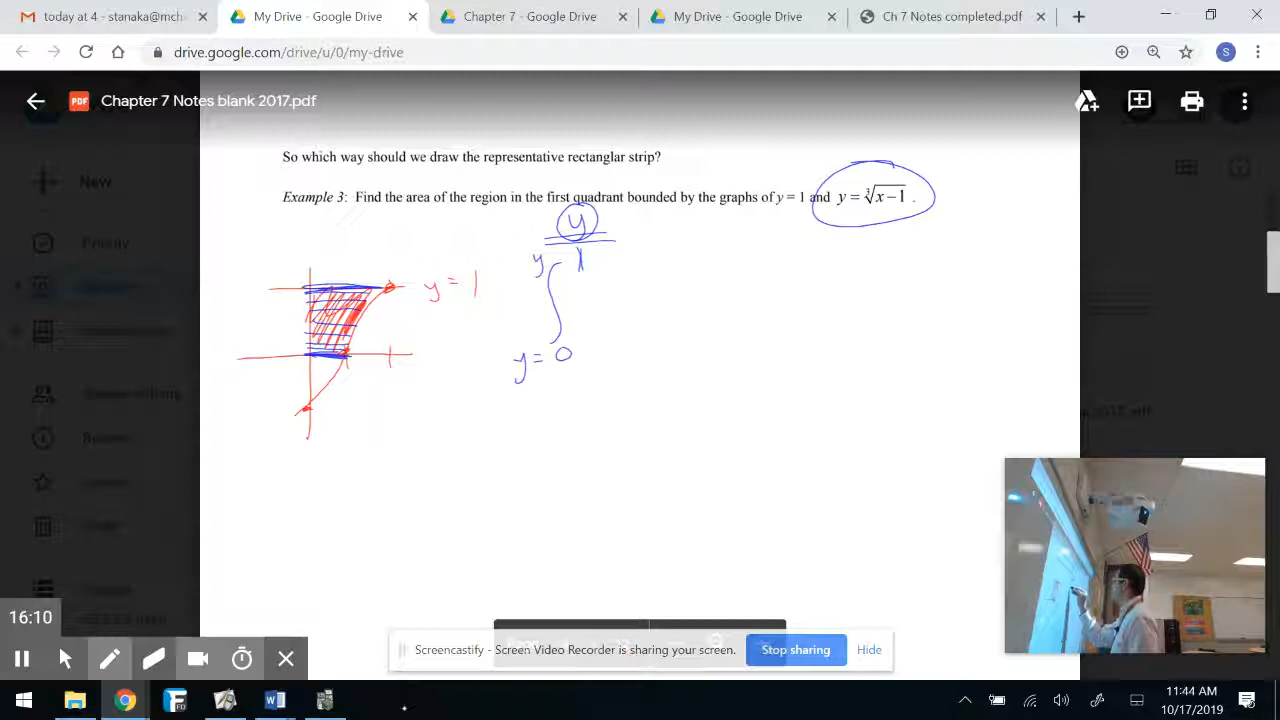 today at 4 - stanaka@mch
My Drive - Google Drive
Chapter 7 - Google Drive
My Drive - Google Drive
Ch 7 Notes completed.pdf
drive.google.com/drive/u/0/my-drive
S
PDF
Chapter 7 Notes blank 2017.pdf
So which way should we draw the representative rectanglar strip?
New
Priority
Example 3: Find the area of the region in the first quadrant bounded by the graphs of y = 1 and y = ∛x−1 .
y
y
y = 1
y = 0
16:10
Screencastify - Screen Video Recorder is sharing your screen.
Stop sharing
Hide
11:44 AM
10/17/2019